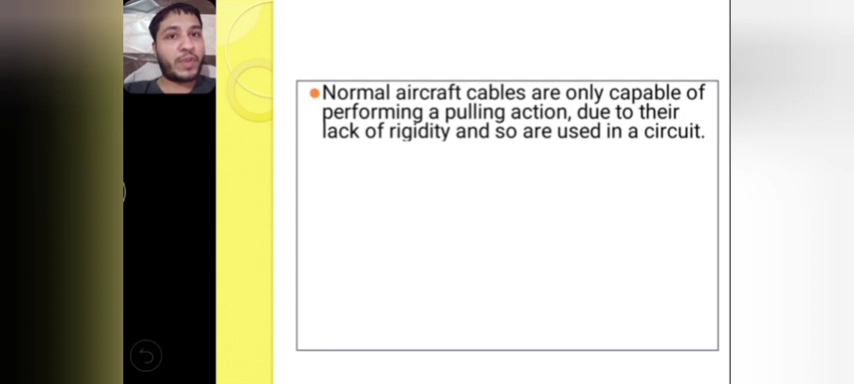 Normal aircraft cables are only capable of
performing a pulling action, due to their
lack of rigidity and so are used in a circuit.